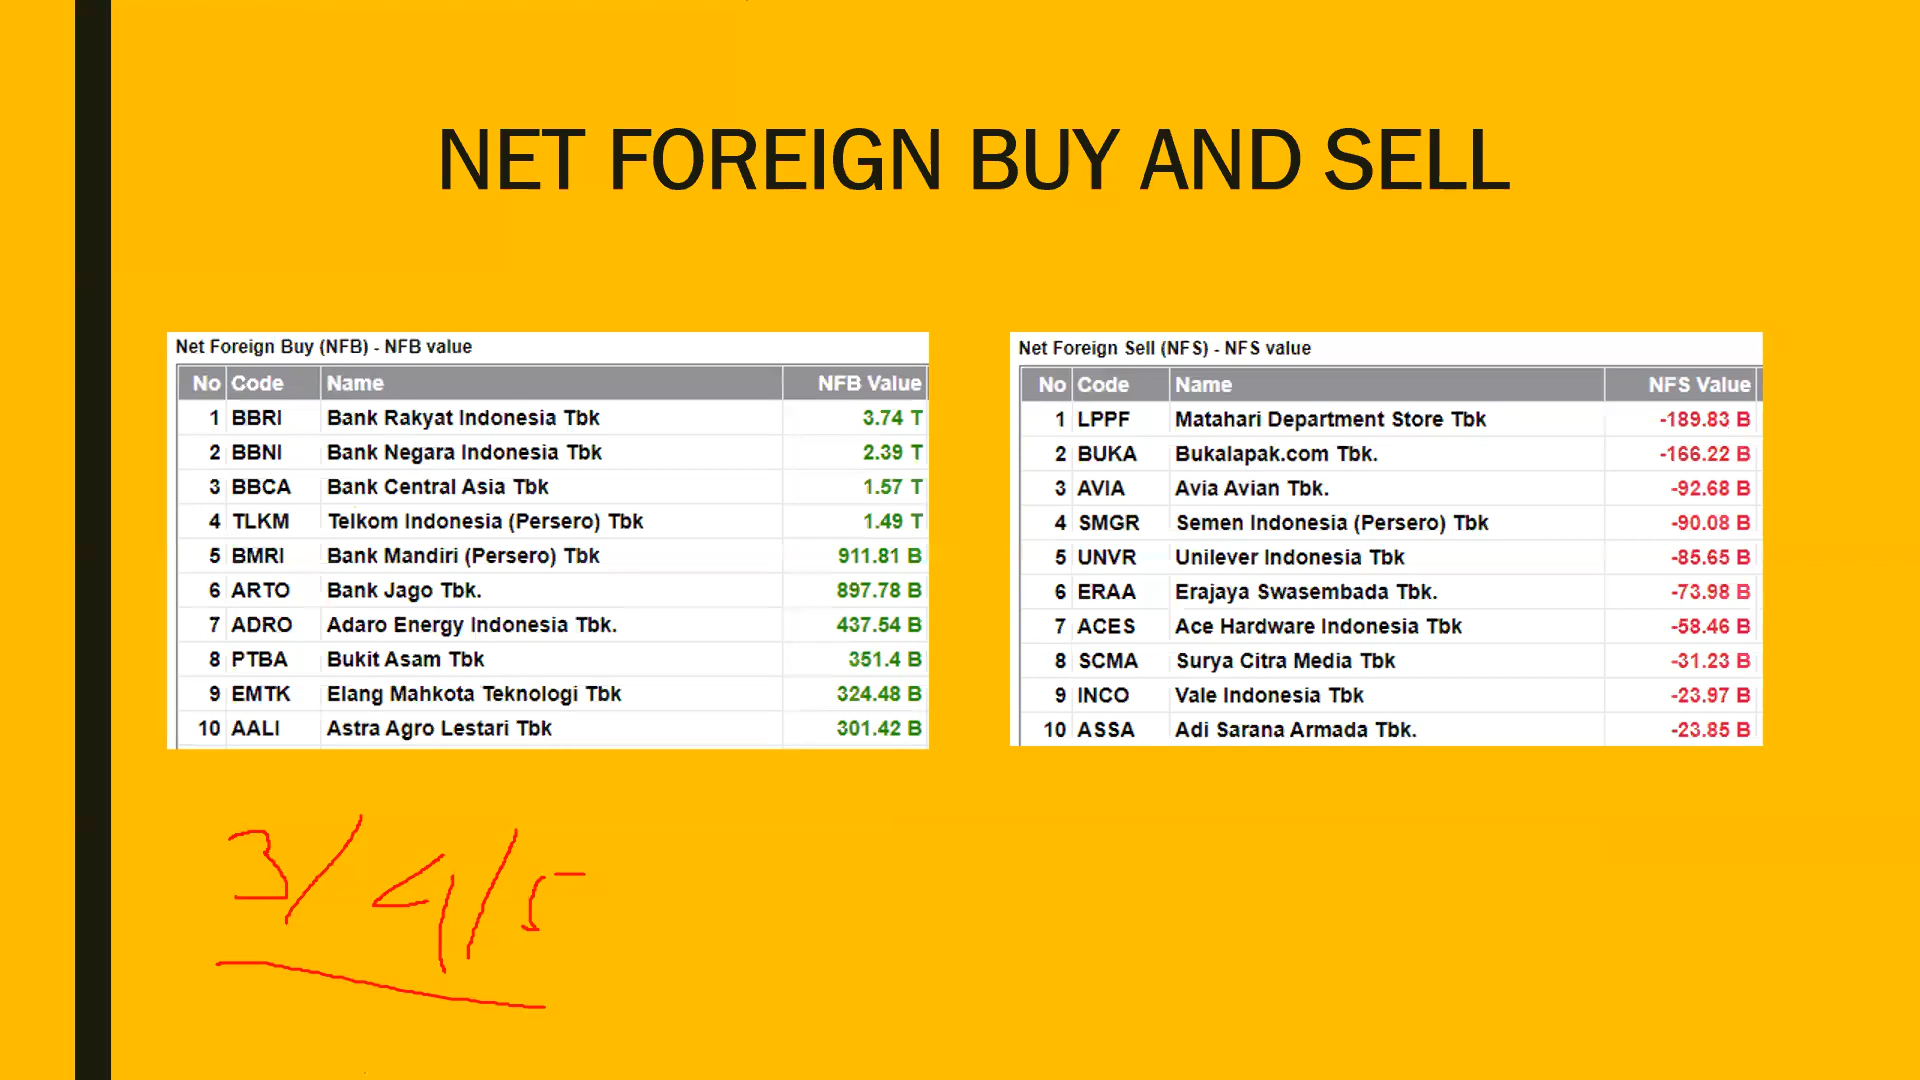 NET FOREIGN BUY AND SELL
Net Foreign Buy (NFB) - NFB value
No Code Name NFB Value
1 BBRI Bank Rakyat Indonesia Tbk 3.74 T
2 BBNI Bank Negara Indonesia Tbk 2.39 T
3 BBCA Bank Central Asia Tbk 1.57 T
4 TLKM Telkom Indonesia (Persero) Tbk 1.49 T
5 BMRI Bank Mandiri (Persero) Tbk 911.81 B
6 ARTO Bank Jago Tbk. 897.78 B
7 ADRO Adaro Energy Indonesia Tbk. 437.54 B
8 PTBA Bukit Asam Tbk 351.4 B
9 EMTK Elang Mahkota Teknologi Tbk 324.48 B
10 AALI Astra Agro Lestari Tbk 301.42 B
Net Foreign Sell (NFS) - NFS value
No Code Name NFS Value
1 LPPF Matahari Department Store Tbk -189.83 B
2 BUKA Bukalapak.com Tbk. -166.22 B
3 AVIA Avia Avian Tbk. -92.68 B
4 SMGR Semen Indonesia (Persero) Tbk -90.08 B
5 UNVR Unilever Indonesia Tbk -85.65 B
6 ERAA Erajaya Swasembada Tbk. -73.98 B
7 ACES Ace Hardware Indonesia Tbk -58.46 B
8 SCMA Surya Citra Media Tbk -31.23 B
9 INCO Vale Indonesia Tbk -23.97 B
10 ASSA Adi Sarana Armada Tbk. -23.85 B
3/4/5